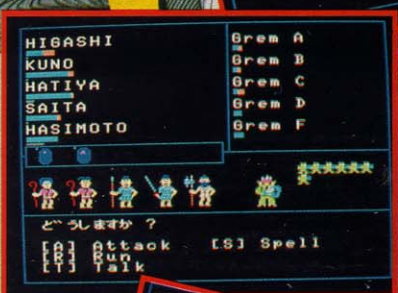 HIGASHI
KUNO
HATIYA
SAITA
HASIMOTO
Grem A
Grem B
Grem C
Grem D
Grem F
どうしますか ?
[A] Attack [S] Spell
[R] Run
[T] Talk